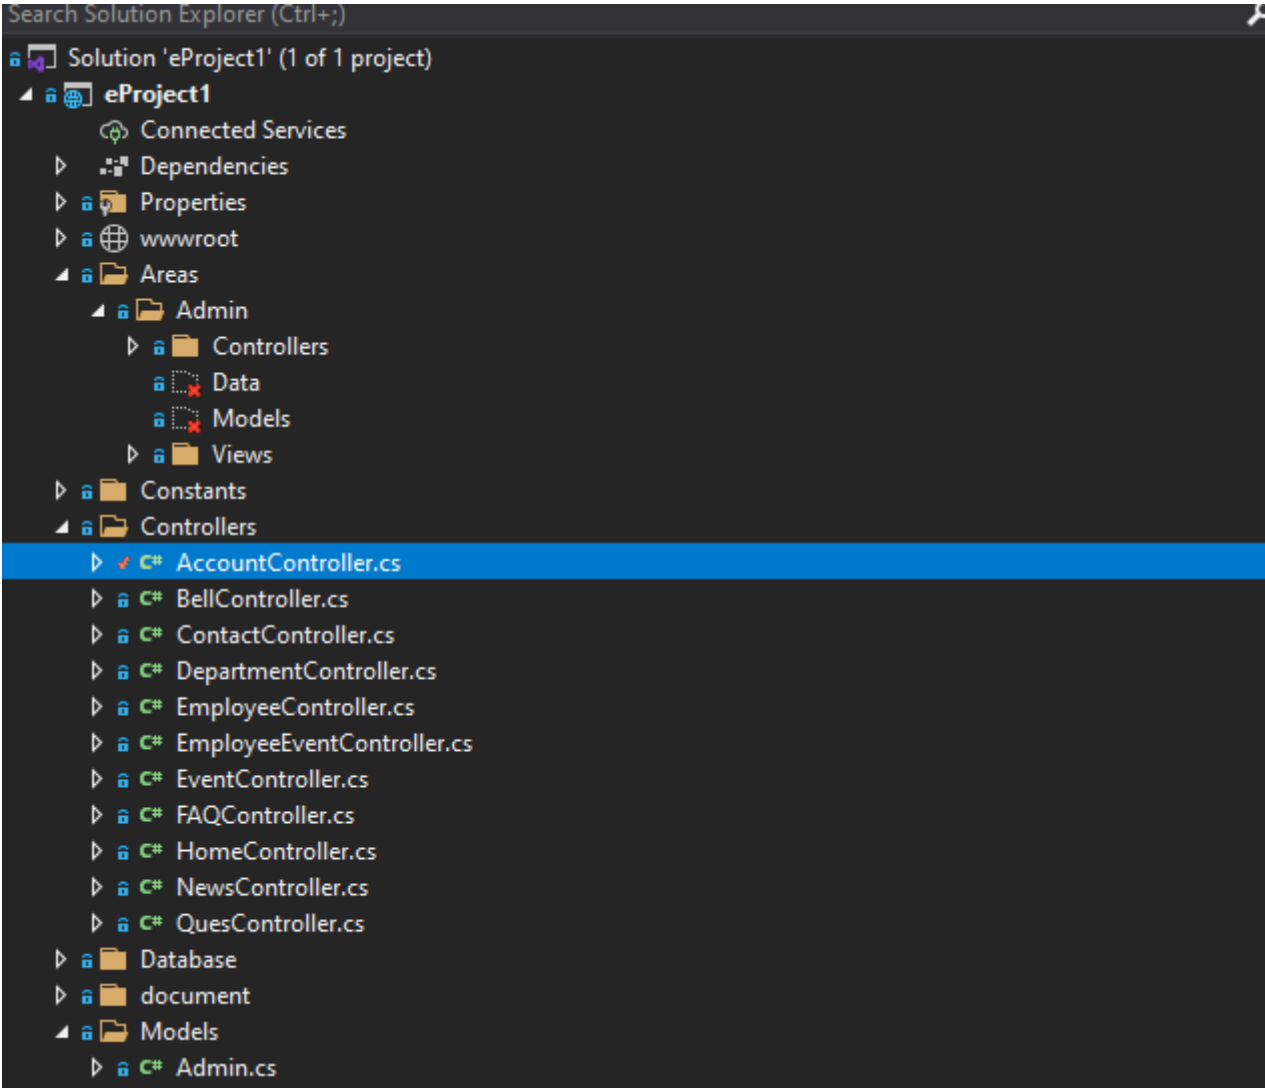 Search Solution Explorer (Ctrl+;)
Solution 'eProject1' (1 of 1 project)
eProject1
Connected Services
Dependencies
Properties
wwwroot
Areas
Admin
Controllers
Data
Models
Views
Constants
Controllers
C# AccountController.cs
C# BellController.cs
C# ContactController.cs
C# DepartmentController.cs
C# EmployeeController.cs
C# EmployeeEventController.cs
C# EventController.cs
C# FAQController.cs
C# HomeController.cs
C# NewsController.cs
C# QuesController.cs
Database
document
Models
C# Admin.cs